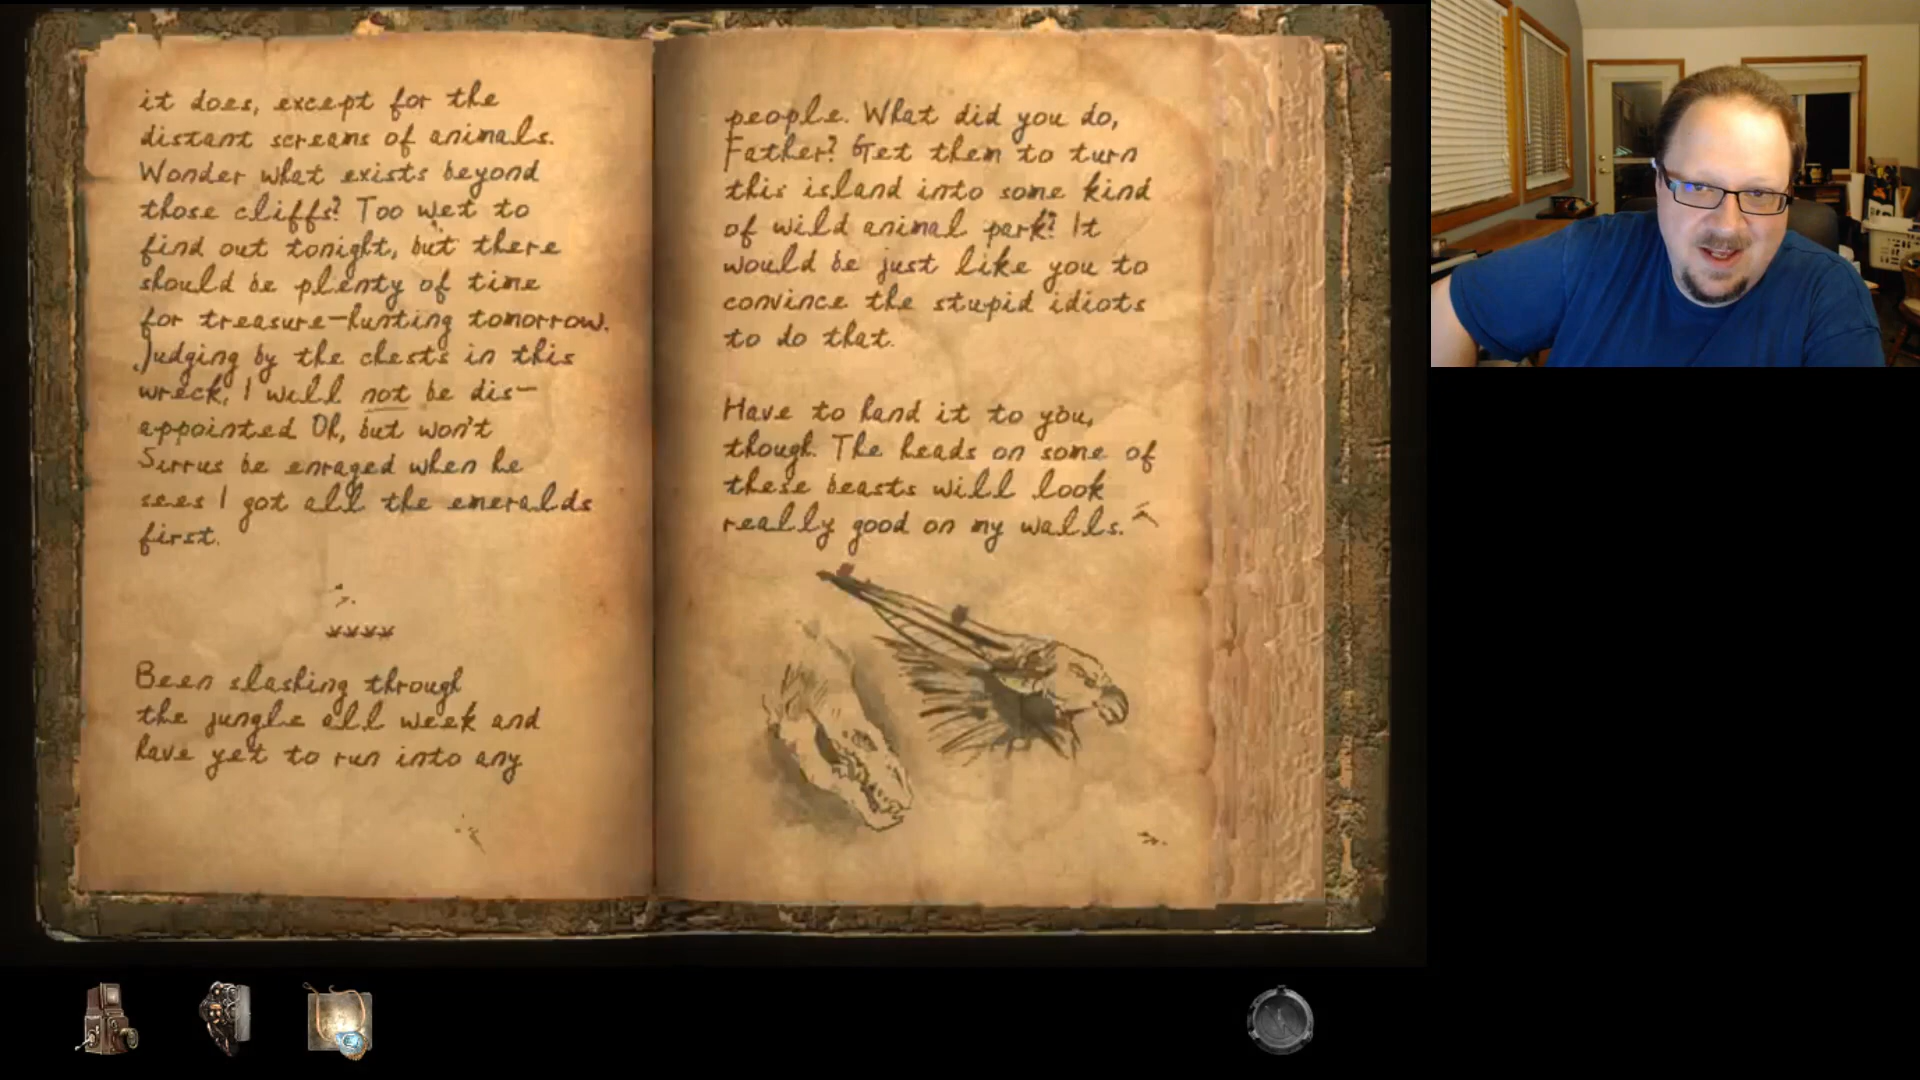 it does, except for the
distant screams of animals.
Wonder what exists beyond
those cliffs? Too wet to
find out tonight, but there
should be plenty of time
for treasure-hunting tomorrow.
Judging by the chests in this
wreck, I will not be dis-
appointed. Oh, but won't
Sirrus be enraged when he
sees I got all the emeralds
first.
Been slashing through
the jungle all week and
have yet to run into any
people. What did you do,
Father? Get them to turn
this island into some kind
of wild animal park? It
would be just like you to
convince the stupid idiots
to do that.
Have to hand it to you,
though. The heads on some of
these beasts will look
really good on my walls.